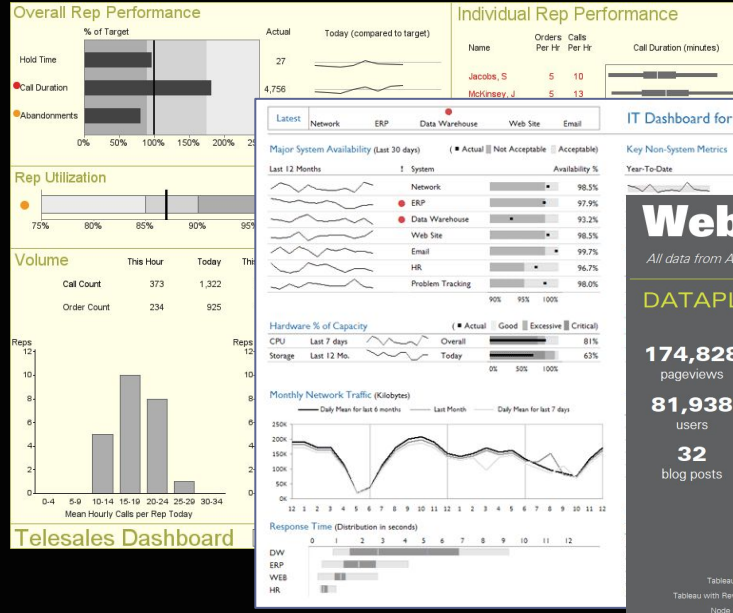 Overall Rep Performance
% of Target
Actual
Today (compared to target)
Hold Time
27
Call Duration
4,756
Abandonments
0% 50% 100% 150% 200%
Rep Utilization
75% 80% 85% 90% 95%
Volume
This Hour Today
Call Count 373 1,322
Order Count 234 925
Reps
Reps
12
10
8
6
4
2
0
12
10
8
6
4
2
0
0-4 5-9 10-14 15-19 20-24 25-29 30-34
Mean Hourly Calls per Rep Today
Telesales Dashboard
Individual Rep Performance
Name
Orders Per Hr
Calls Per Hr
Call Duration (minutes)
Jacobs, S 5 10
McKinsey, J 5 13
Latest Network ERP Data Warehouse Web Site Email
IT Dashboard for
Major System Availability (Last 30 days)
( Actual Not Acceptable Acceptable)
Last 12 Months ! System Availability %
Network 98.5%
ERP 97.9%
Data Warehouse 93.2%
Web Site 98.5%
Email 99.7%
HR 96.7%
Problem Tracking 98.0%
90% 95% 100%
Key Non-System Metrics
Year-To-Date
Hardware % of Capacity
( Actual Good Excessive Critical)
CPU Last 7 days Overall 81%
Storage Last 12 Mo. Today 63%
0% 50% 100%
Monthly Network Traffic (Kilobytes)
Daily Mean for last 6 months Last Month Daily Mean for last 7 days
250K
200K
150K
100K
50K
0K
12 1 2 3 4 5 6 7 8 9 10 11 12 1 2 3 4 5 6 7 8 9 10 11 12
Response Time (Distribution in seconds)
0 1 2 3 4 5 6 7 8 9 10 11 12
DW
ERP
WEB
HR
Web
All data from A
DATAPL
174,828
pageviews
81,938
users
32
blog posts
Tableau
Tableau with Rev
Node